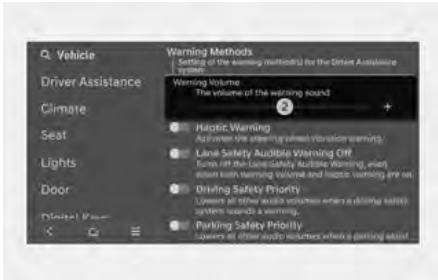 Vehicle
Driver Assistance
Climate
Seat
Lights
Door
Digital Key
Warning Methods
Setting of the warning method(s) for the Driver Assistance
system
Warning Volume
The volume of the warning sound
2
+
Haptic Warning
Activates the steering wheel vibration warning.
Lane Safety Audible Warning Off
Turns off the Lane Safety Audible Warning, even
when both warning volume and haptic warning are on.
Driving Safety Priority
Lowers all other audio volumes when a driving safety
system sounds a warning.
Parking Safety Priority
Lowers all other audio volumes when a parking assist